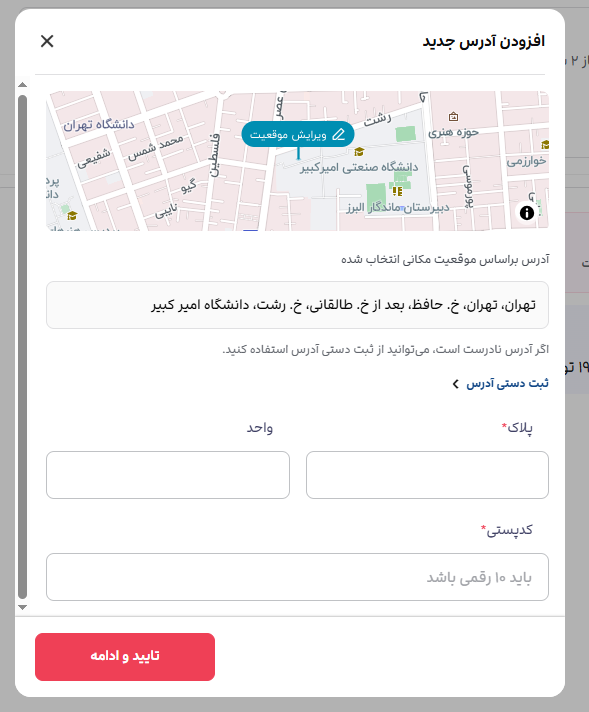 افزودن آدرس جدید
دانشگاه تهران
رشت
حوزه هنری
ویرایش موقعیت
محمد شمس
شفیعی
فلسطین
دانشگاه صنعتی امیرکبیر
خوارزمی
گیو
پورموسی
نایبی
دبیرستان ماندگار البرز
آدرس براساس موقعیت مکانی انتخاب شده
تهران، تهران، خ. حافظ، بعد از خ. طالقانی، خ. رشت، دانشگاه امیر کبیر
اگر آدرس نادرست است، می‌توانید از ثبت دستی آدرس استفاده کنید.
ثبت دستی آدرس
پلاک*
واحد
کدپستی*
باید ۱۰ رقمی باشد
تایید و ادامه